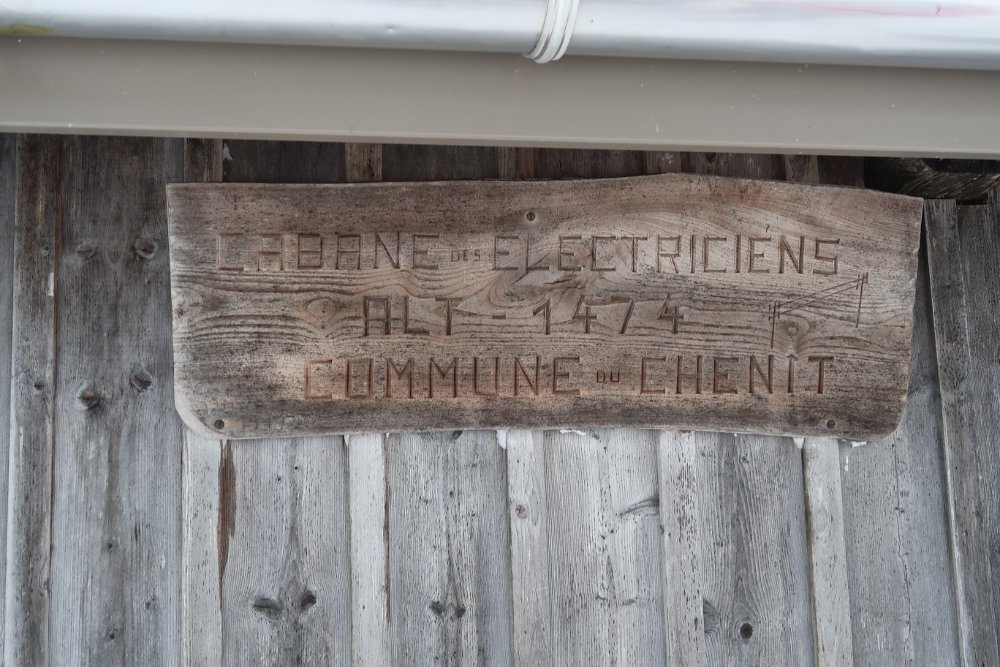 CABANE DES ELECTRICIENS
ALT - 1474
COMMUNE DU CHENIT